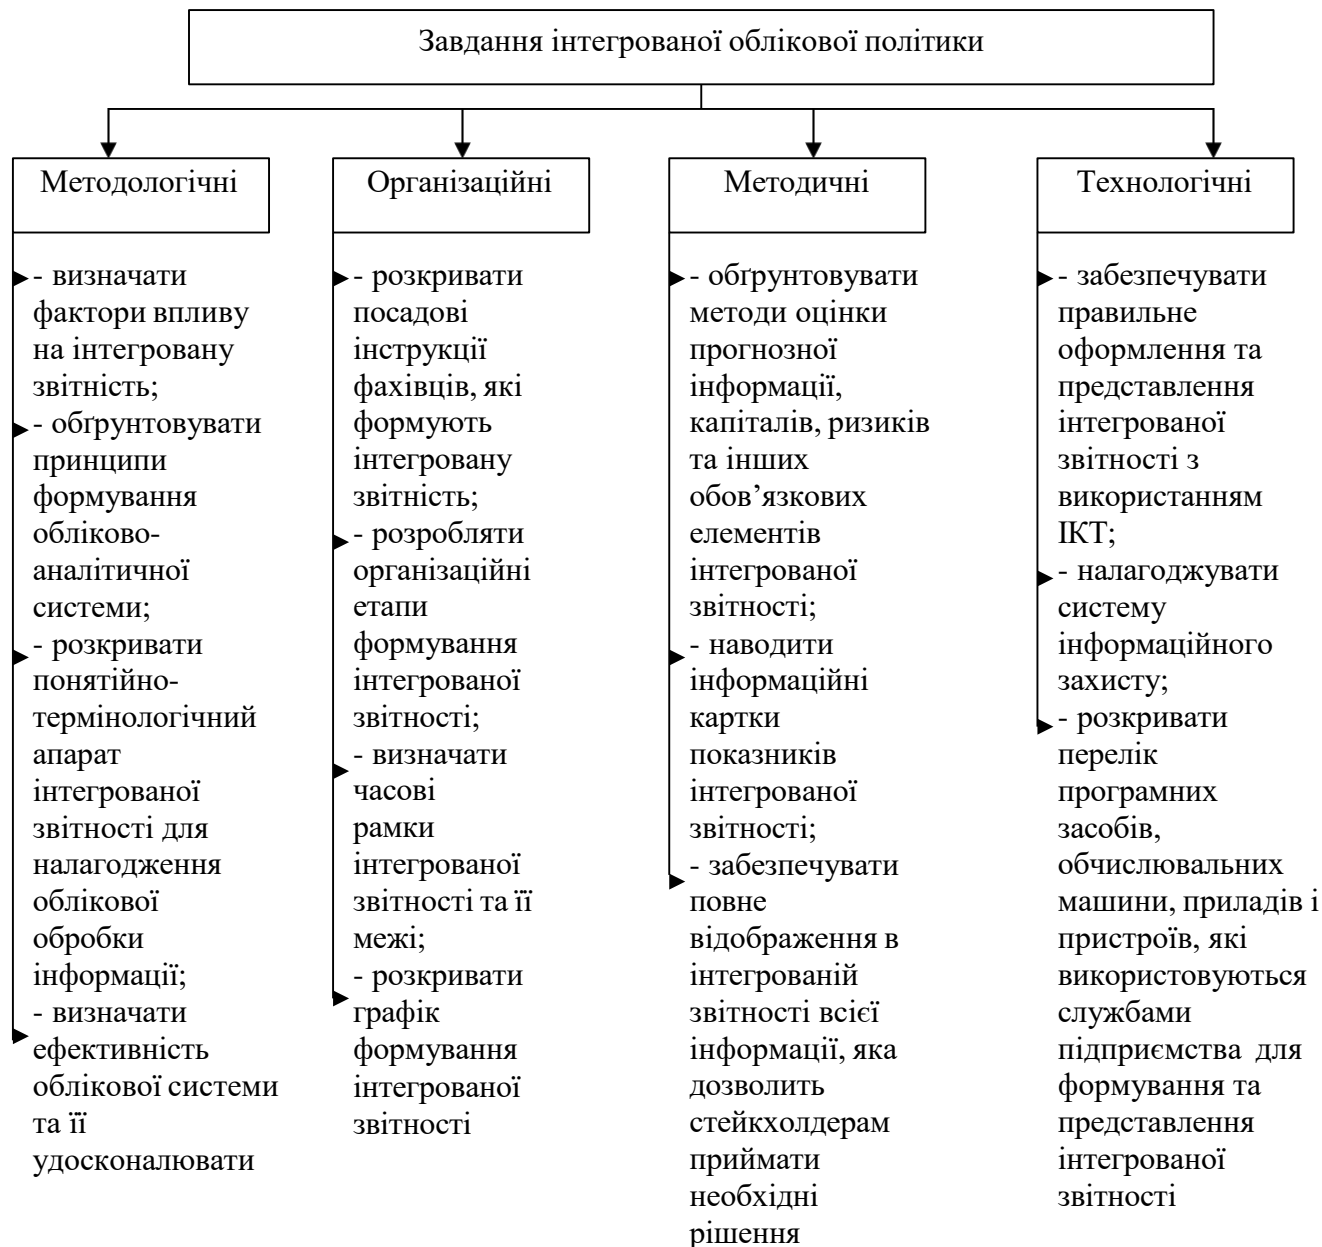 Завдання інтегрованої облікової політики
Методологічні
- визначати
фактори впливу
на інтегровану
звітність;
- обґрунтовувати
принципи
формування
обліково-
аналітичної
системи;
- розкривати
понятійно-
термінологічний
апарат
інтегрованої
звітності для
налагодження
облікової
обробки
інформації;
- визначати
ефективність
облікової системи
та її
удосконалювати
Організаційні
- розкривати
посадові
інструкції
фахівців, які
формують
інтегровану
звітність;
- розробляти
організаційні
етапи
формування
інтегрованої
звітності;
- визначати
часові
рамки
інтегрованої
звітності та її
межі;
- розкривати
графік
формування
інтегрованої
звітності
Методичні
- обґрунтовувати
методи оцінки
прогнозної
інформації,
капіталів, ризиків
та інших
обов’язкових
елементів
інтегрованої
звітності;
- наводити
інформаційні
картки
показників
інтегрованої
звітності;
- забезпечувати
повне
відображення в
інтегрованій
звітності всієї
інформації, яка
дозволить
стейкхолдерам
приймати
необхідні
рішення
Технологічні
- забезпечувати
правильне
оформлення та
представлення
інтегрованої
звітності з
використанням
ІКТ;
- налагоджувати
систему
інформаційного
захисту;
- розкривати
перелік
програмних
засобів,
обчислювальних
машини, приладів і
пристроїв, які
використовуються
службами
підприємства для
формування та
представлення
інтегрованої
звітності